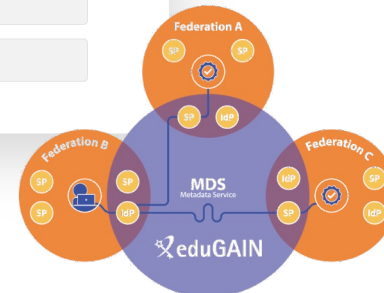 Federation A
SP
SP
SP
IdP
Federation B
SP
SP
SP
IdP
MDS
Metadata Service
eduGAIN
Federation C
IdP
SP
SP
IdP